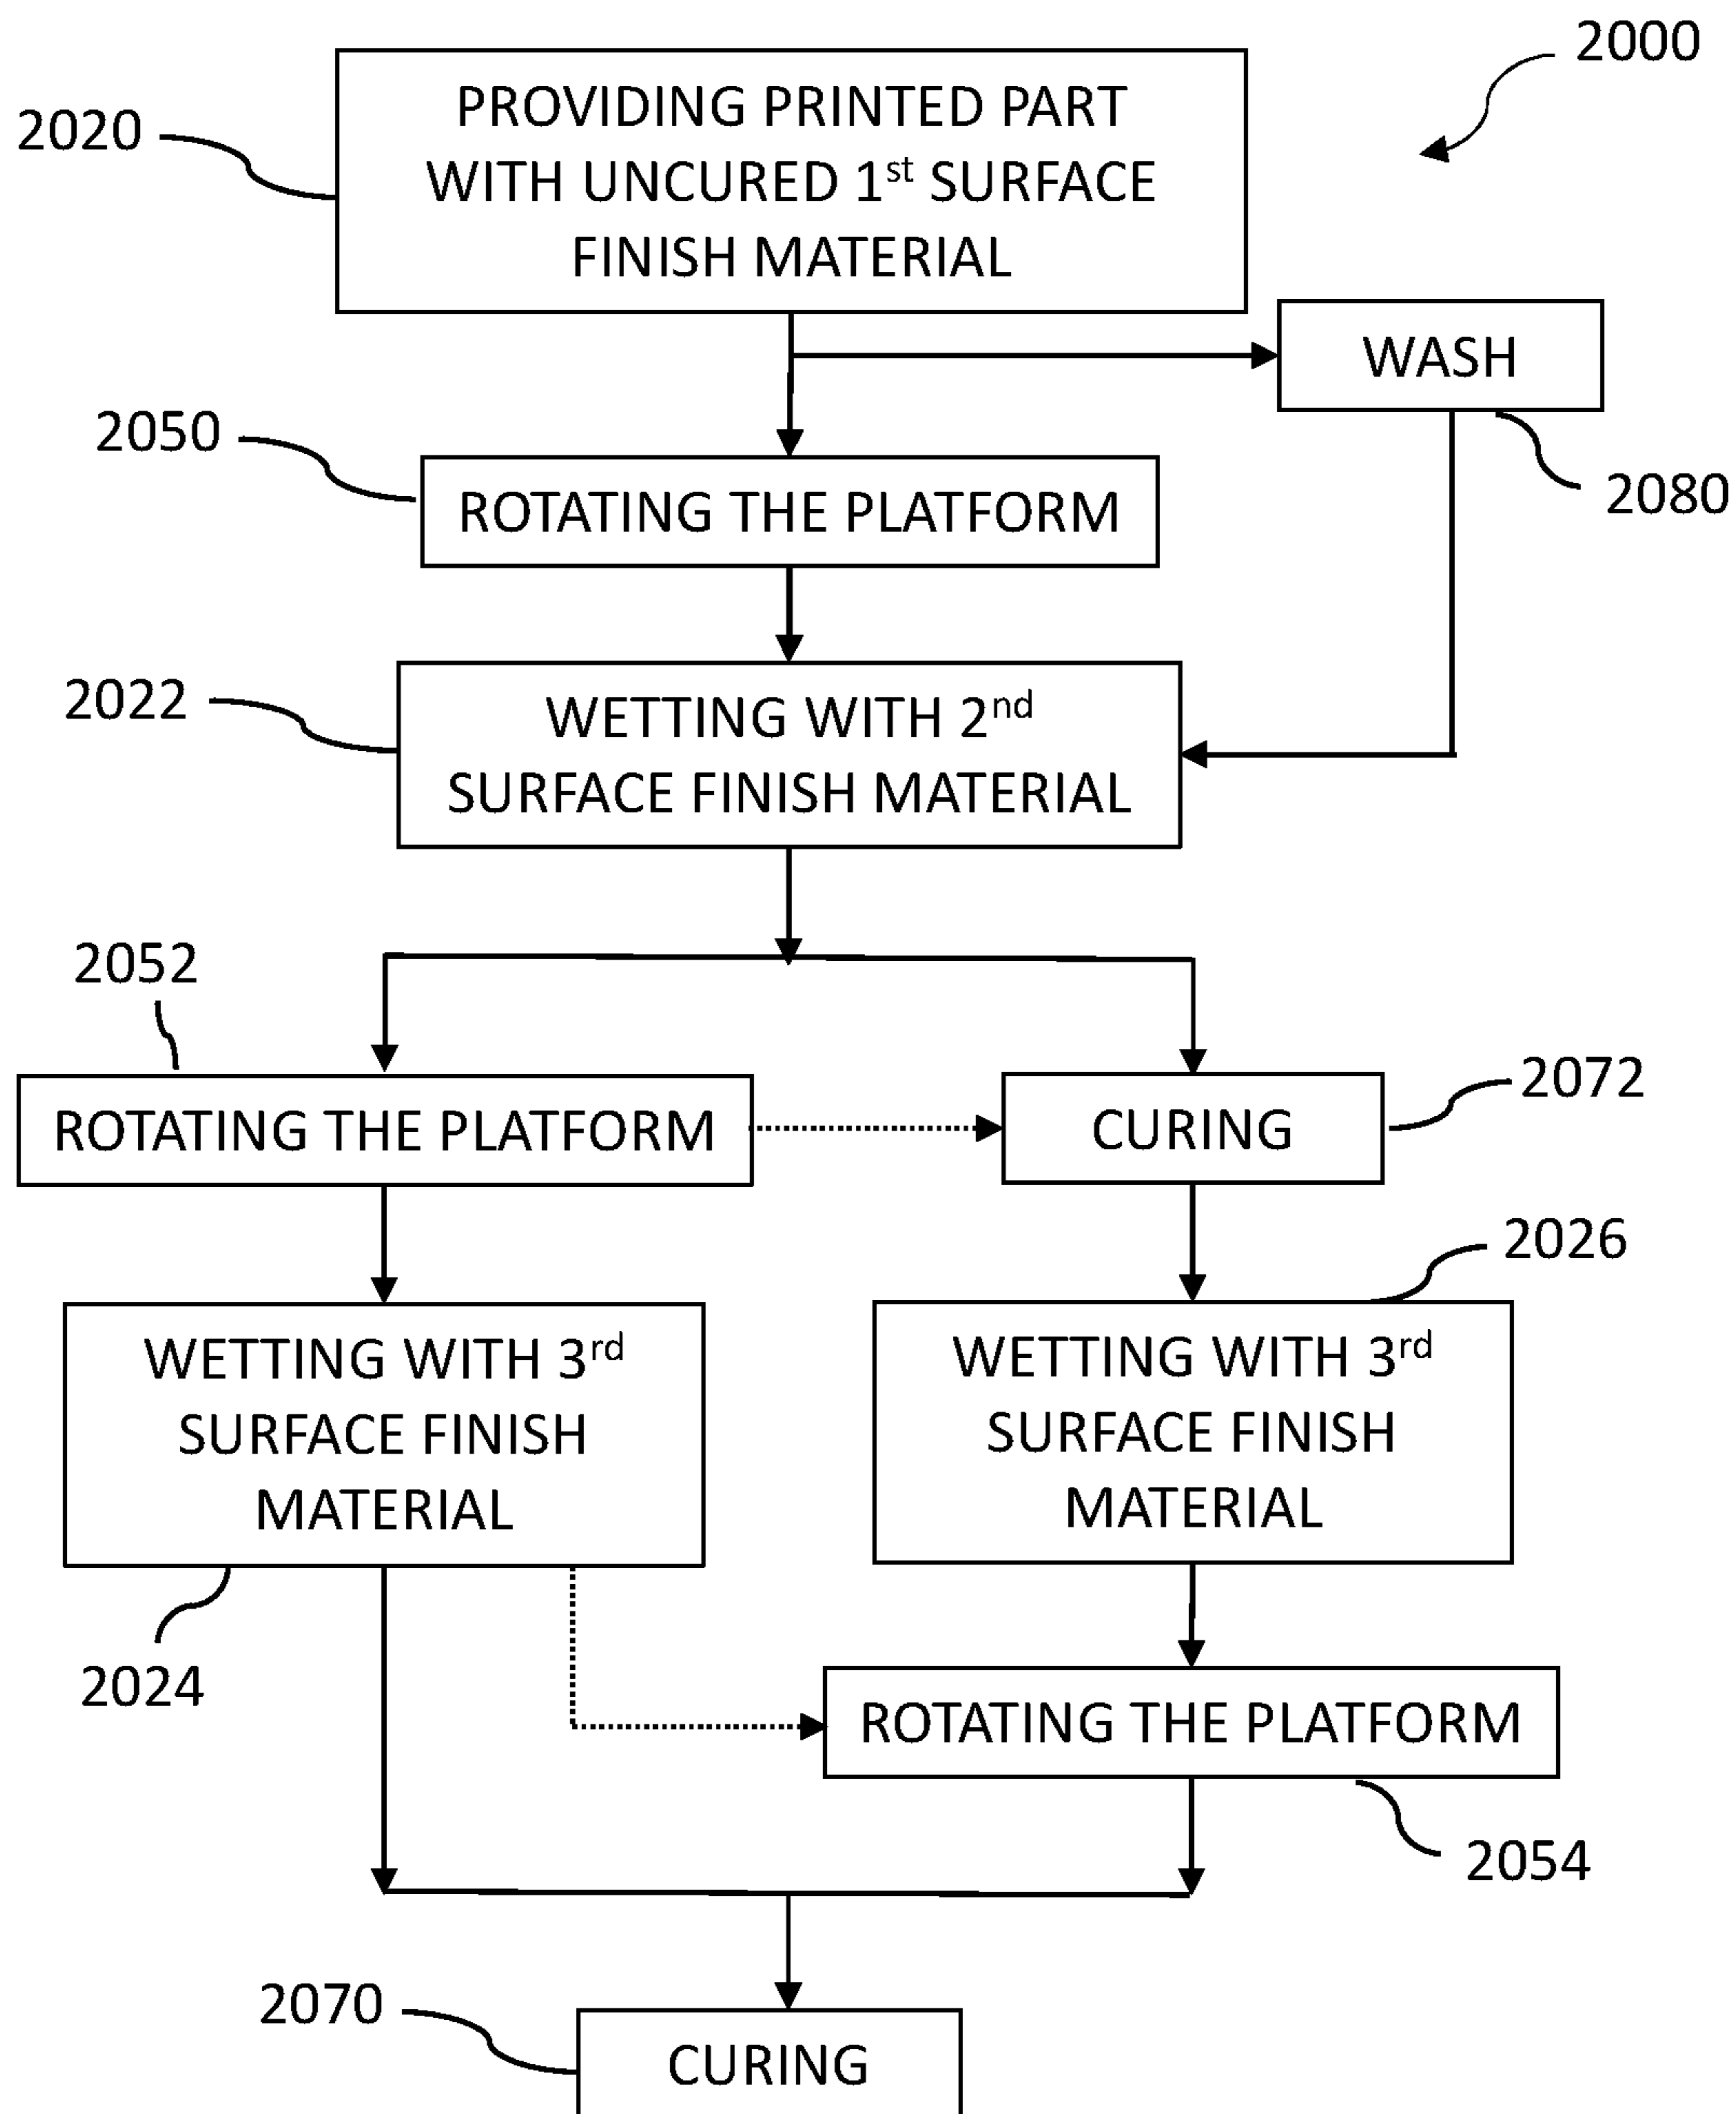 2000
2020
PROVIDING PRINTED PART
WITH UNCURED 1st SURFACE
FINISH MATERIAL
WASH
2080
2050
ROTATING THE PLATFORM
2022
WETTING WITH 2nd
SURFACE FINISH MATERIAL
2052
ROTATING THE PLATFORM
CURING
2072
2026
WETTING WITH 3rd
SURFACE FINISH
MATERIAL
2024
WETTING WITH 3rd
SURFACE FINISH
MATERIAL
ROTATING THE PLATFORM
2054
2070
CURING